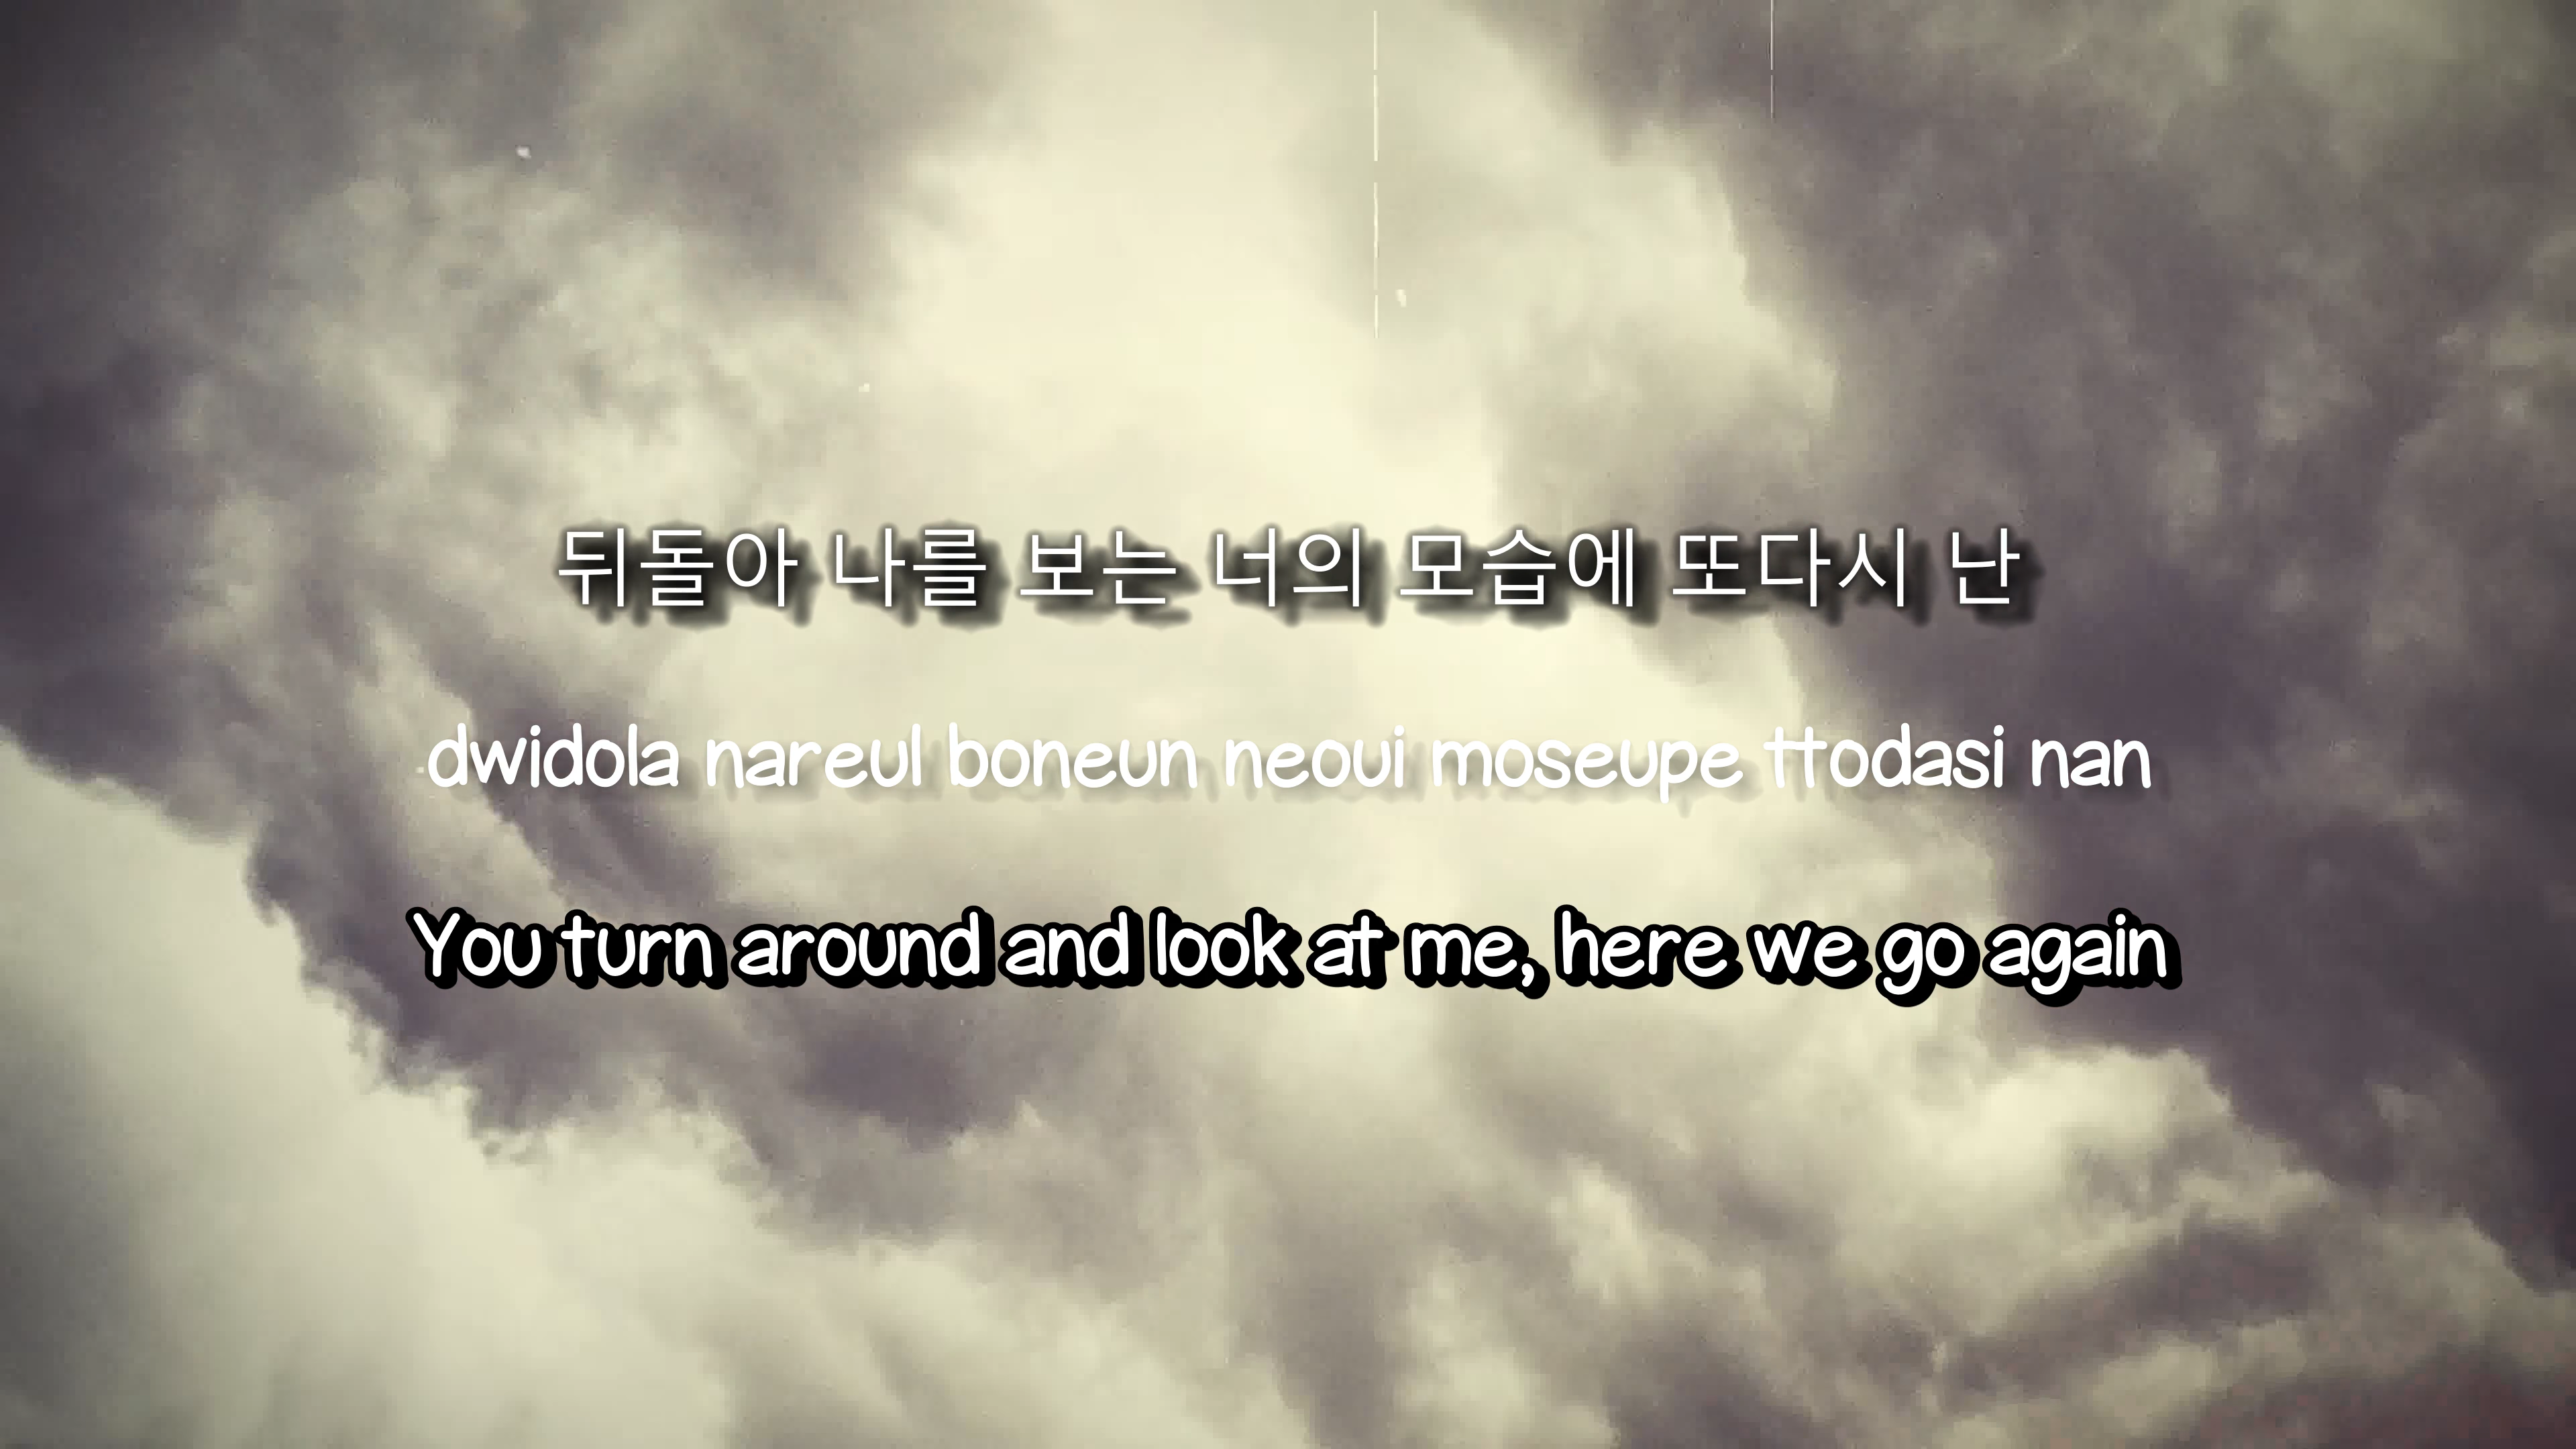 뒤돌아 나를 보는 너의 모습에 또다시 난
dwidola nareul boneun neoui moseupe ttodasi nan
You turn around and look at me, here we go again